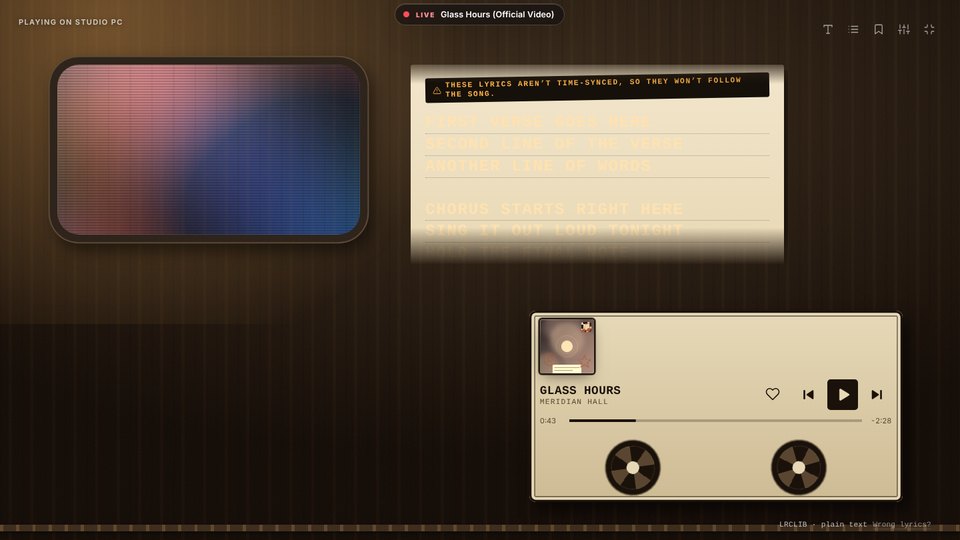 PLAYING ON STUDIO PC
LIVE Glass Hours (Official Video)
THESE LYRICS AREN'T TIME-SYNCED, SO THEY WON'T FOLLOW
THE SONG.
FIRST VERSE GOES HERE
SECOND LINE OF THE VERSE
ANOTHER LINE OF WORDS
CHORUS STARTS RIGHT HERE
SING IT OUT LOUD TONIGHT
GLASS HOURS
MERIDIAN HALL
0:43
-2:28
LRCLIB · plain text Wrong lyrics?